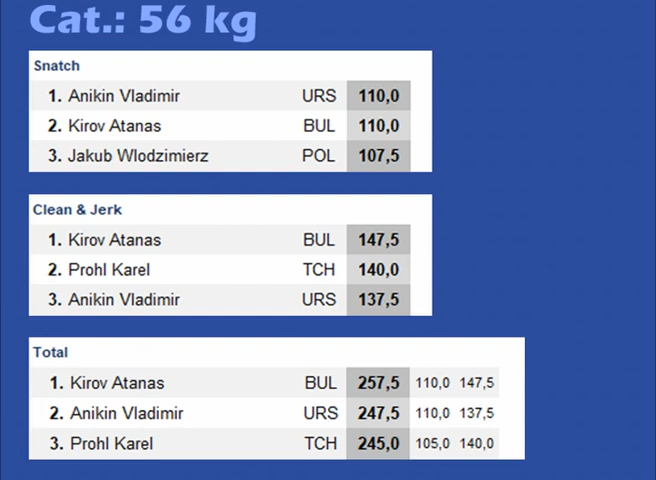 Cat.: 56 kg
Snatch
1. Anikin Vladimir URS 110,0
2. Kirov Atanas BUL 110,0
3. Jakub Wlodzimierz POL 107,5
Clean & Jerk
1. Kirov Atanas BUL 147,5
2. Prohl Karel TCH 140,0
3. Anikin Vladimir URS 137,5
Total
1. Kirov Atanas BUL 257,5 110,0 147,5
2. Anikin Vladimir URS 247,5 110,0 137,5
3. Prohl Karel TCH 245,0 105,0 140,0